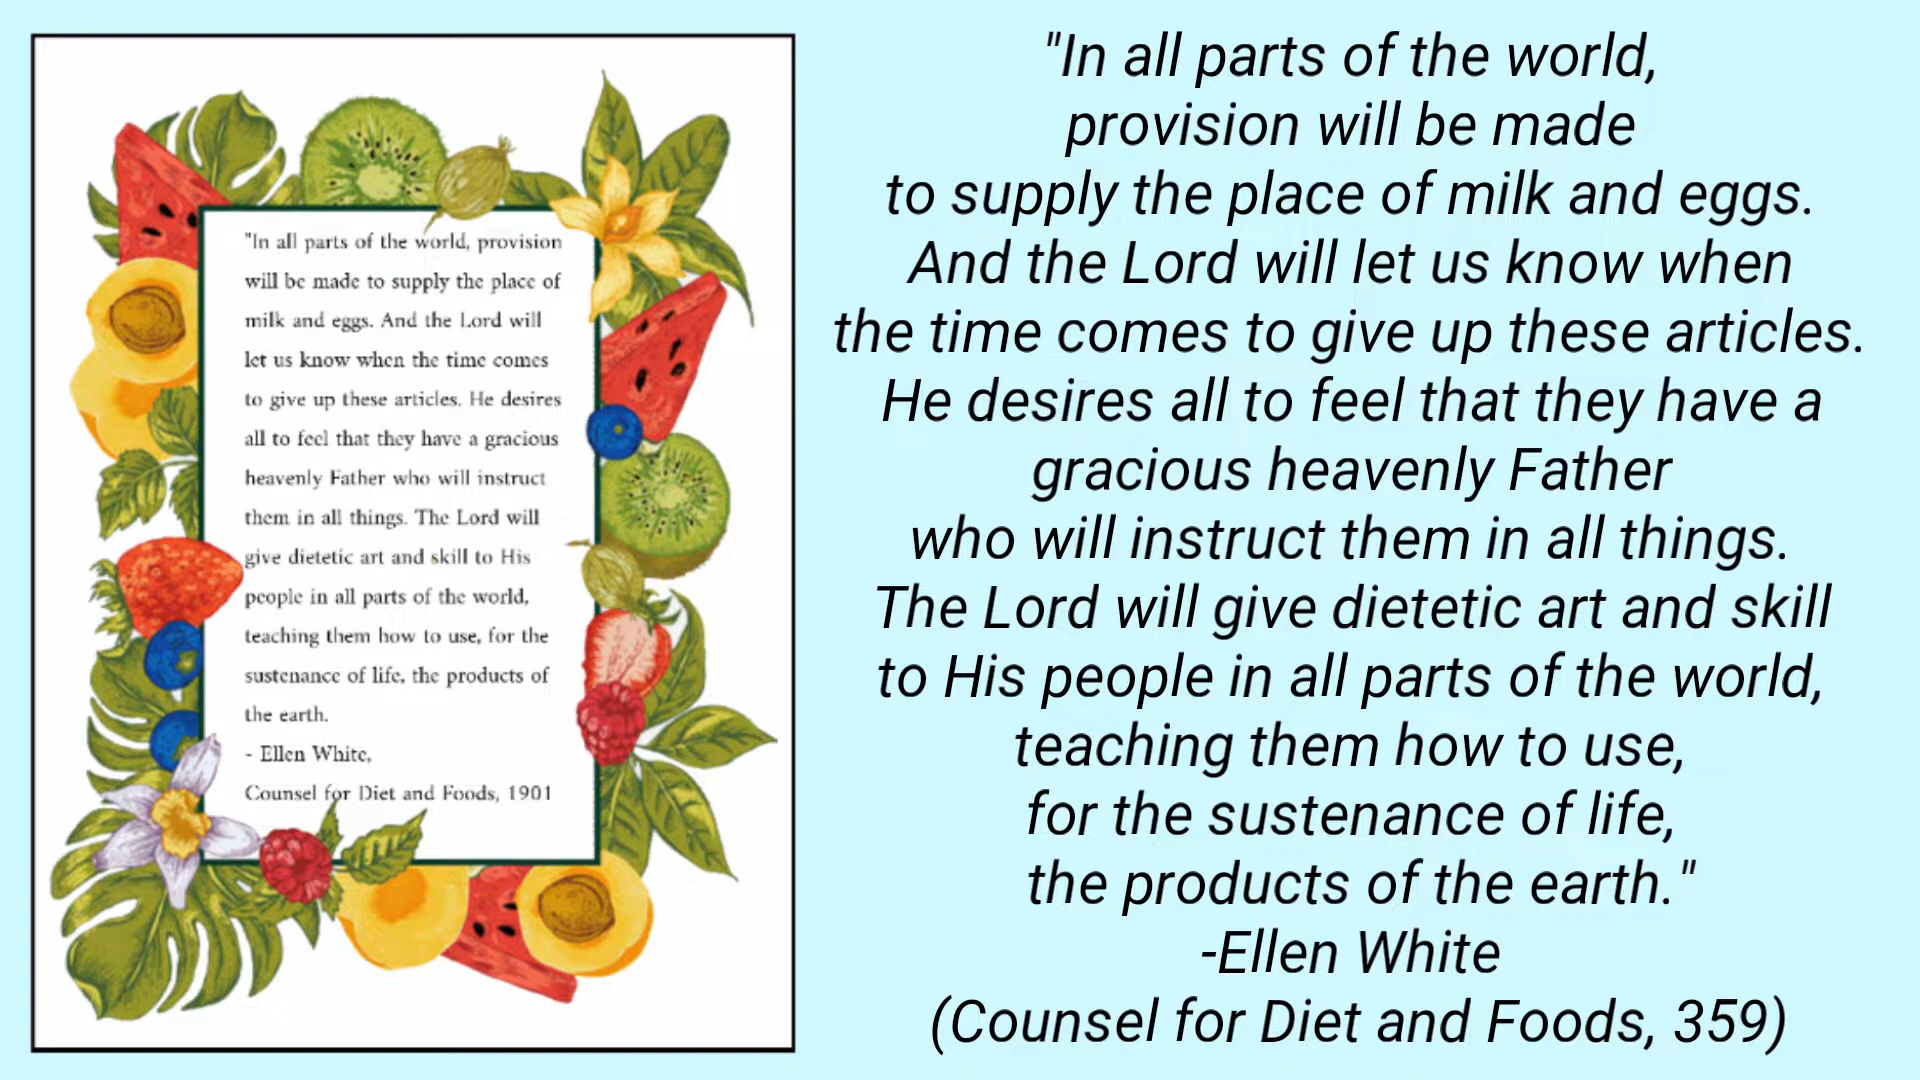 "In all parts of the world, provision
will be made to supply the place of
milk and eggs. And the Lord will
let us know when the time comes
to give up these articles. He desires
all to feel that they have a gracious
heavenly Father who will instruct
them in all things. The Lord will
give dietetic art and skill to His
people in all parts of the world,
teaching them how to use, for the
sustenance of life, the products of
the earth.
- Ellen White,
Counsel for Diet and Foods, 1901
"In all parts of the world,
provision will be made
to supply the place of milk and eggs.
And the Lord will let us know when
the time comes to give up these articles.
He desires all to feel that they have a
gracious heavenly Father
who will instruct them in all things.
The Lord will give dietetic art and skill
to His people in all parts of the world,
teaching them how to use,
for the sustenance of life,
the products of the earth."
-Ellen White
(Counsel for Diet and Foods, 359)